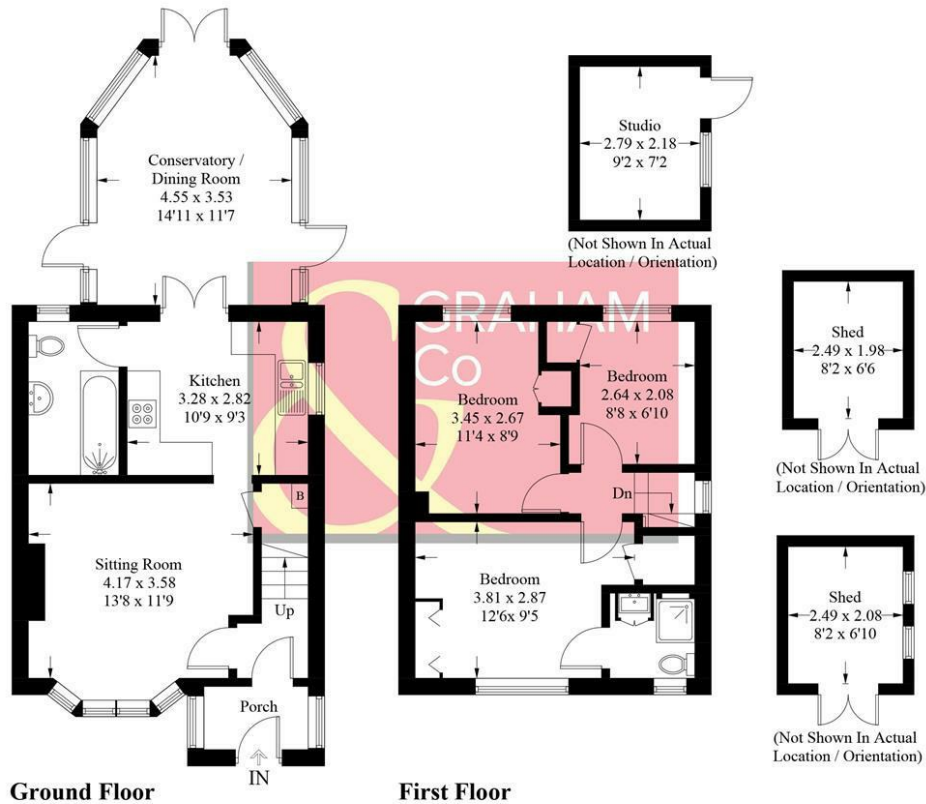 Conservatory /
Dining Room
4.55 x 3.53
14'11 x 11'7
Studio
2.79 x 2.18
9'2 x 7'2
(Not Shown In Actual
Location / Orientation)
GRAHAM
&
Co
Kitchen
3.28 x 2.82
10'9 x 9'3
Bedroom
3.45 x 2.67
11'4 x 8'9
Bedroom
2.64 x 2.08
8'8 x 6'10
Shed
2.49 x 1.98
8'2 x 6'6
(Not Shown In Actual
Location / Orientation)
B
Dn
Sitting Room
4.17 x 3.58
13'8 x 11'9
Up
Bedroom
3.81 x 2.87
12'6x 9'5
Shed
2.49 x 2.08
8'2 x 6'10
(Not Shown In Actual
Location / Orientation)
Porch
IN
Ground Floor
First Floor